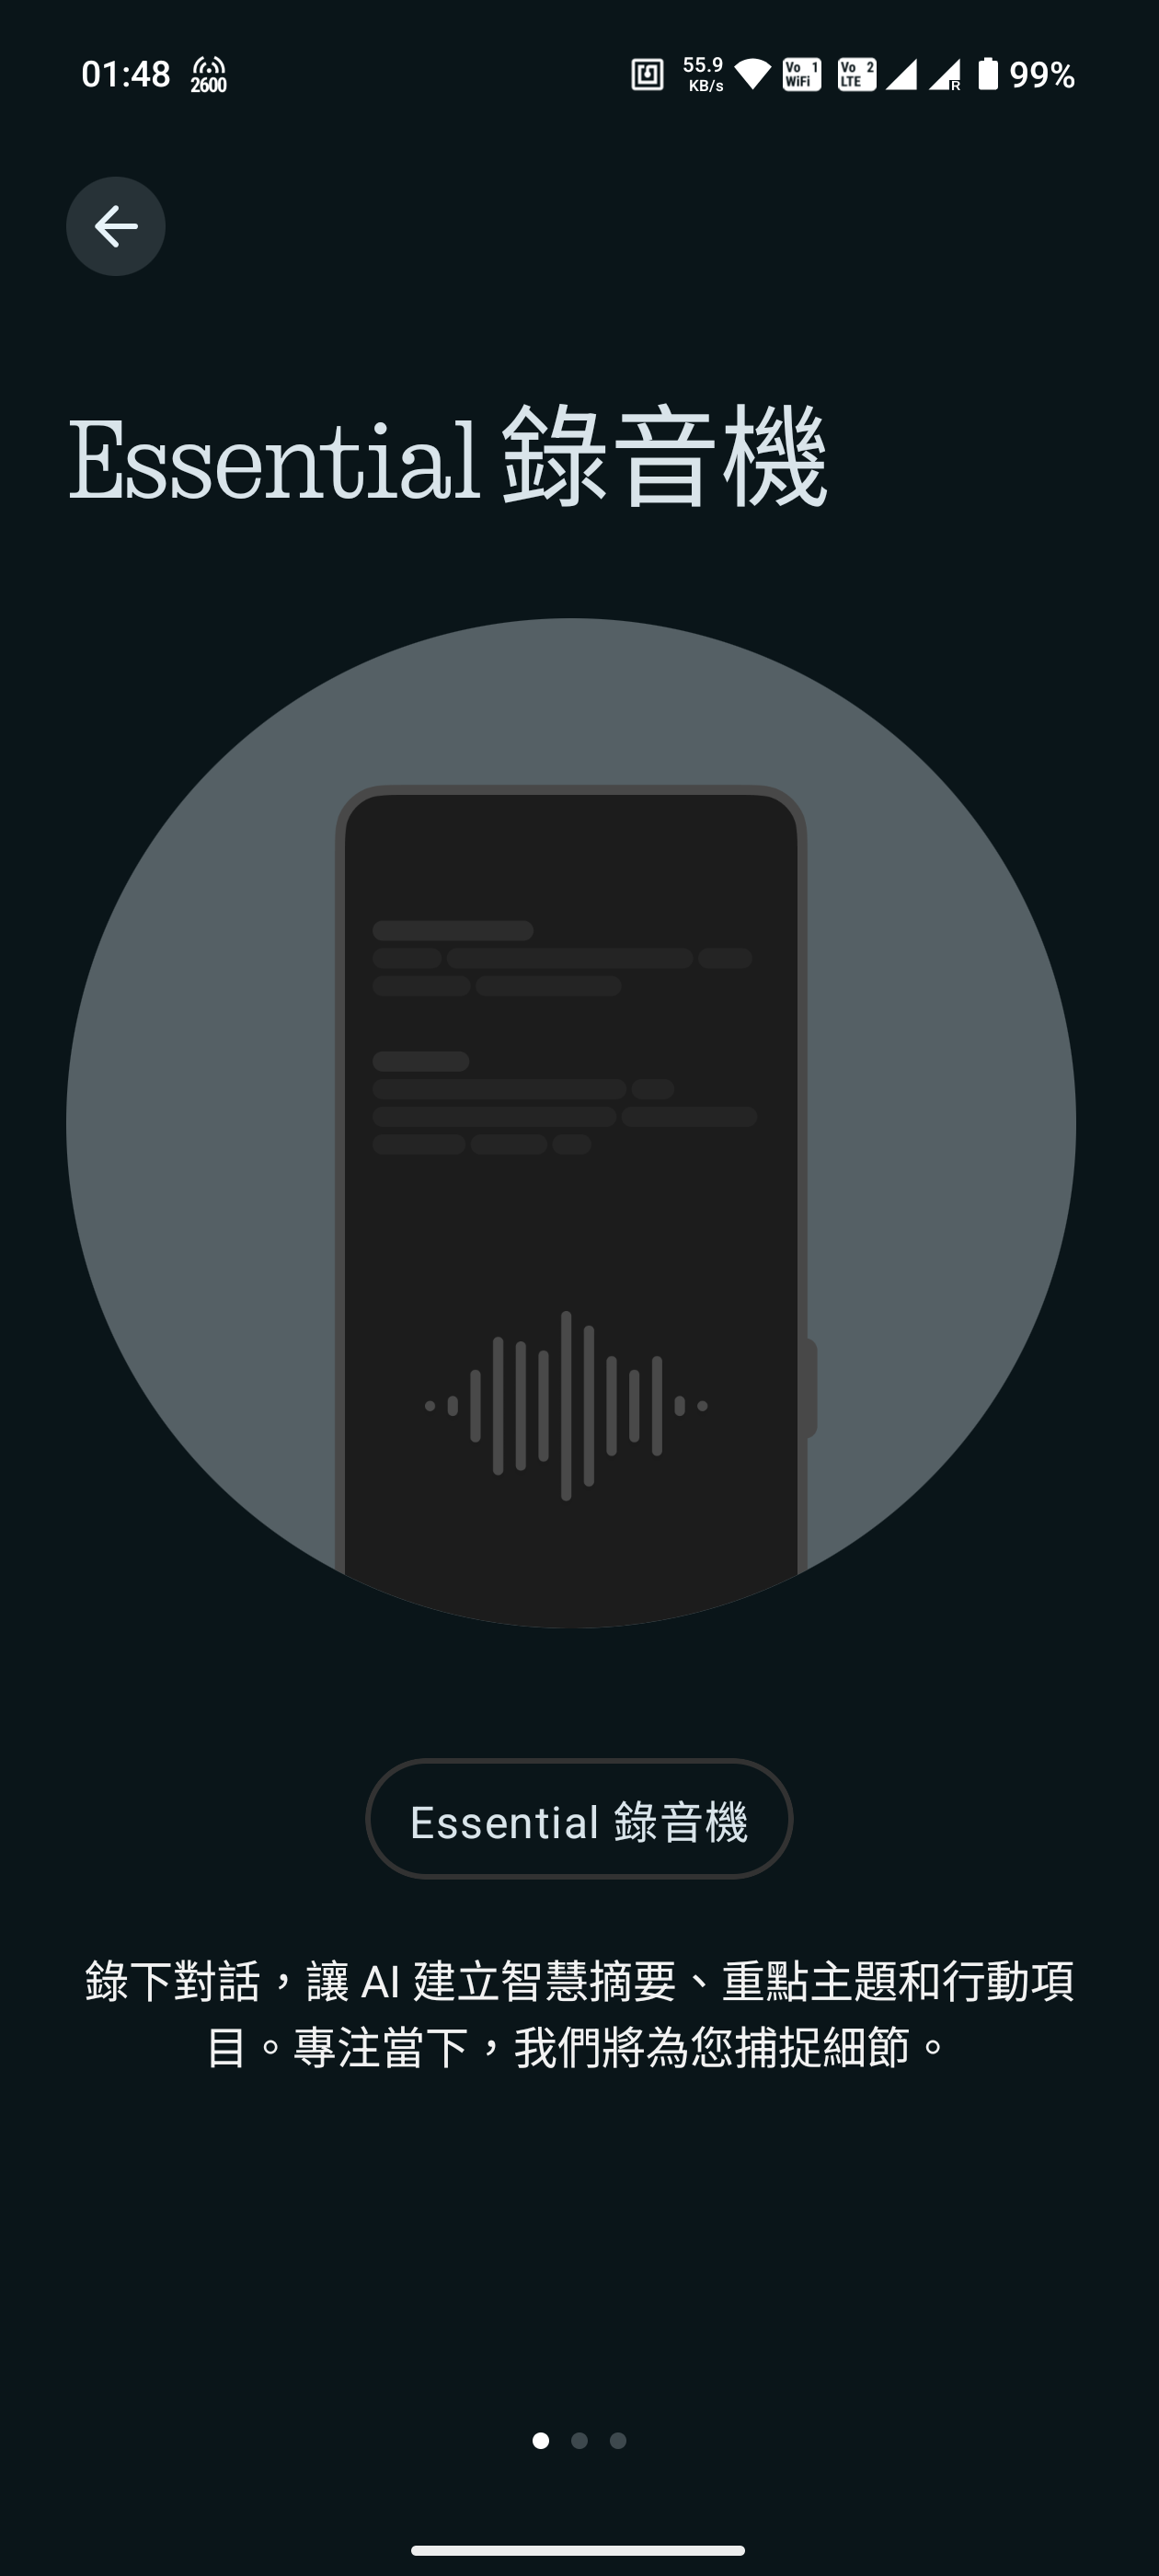 01:48 2600 55.9 KB/s Vo WiFi 1 Vo LTE 2 R 99%
Essential 錄音機
Essential 錄音機
錄下對話，讓 AI 建立智慧摘要、重點主題和行動項
目。專注當下，我們將為您捕捉細節。